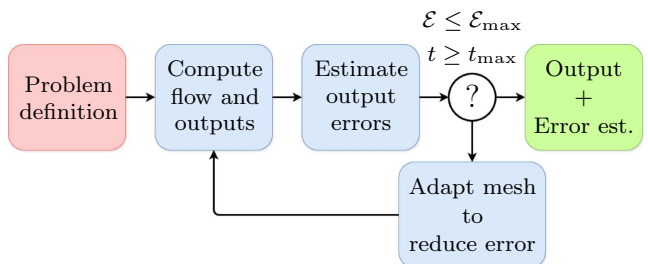 Problem
definition
Compute
flow and
outputs
Estimate
output
errors
ℰ ≤ ℰmax
t ≥ tmax
?
Output
+
Error est.
Adapt mesh
to
reduce error